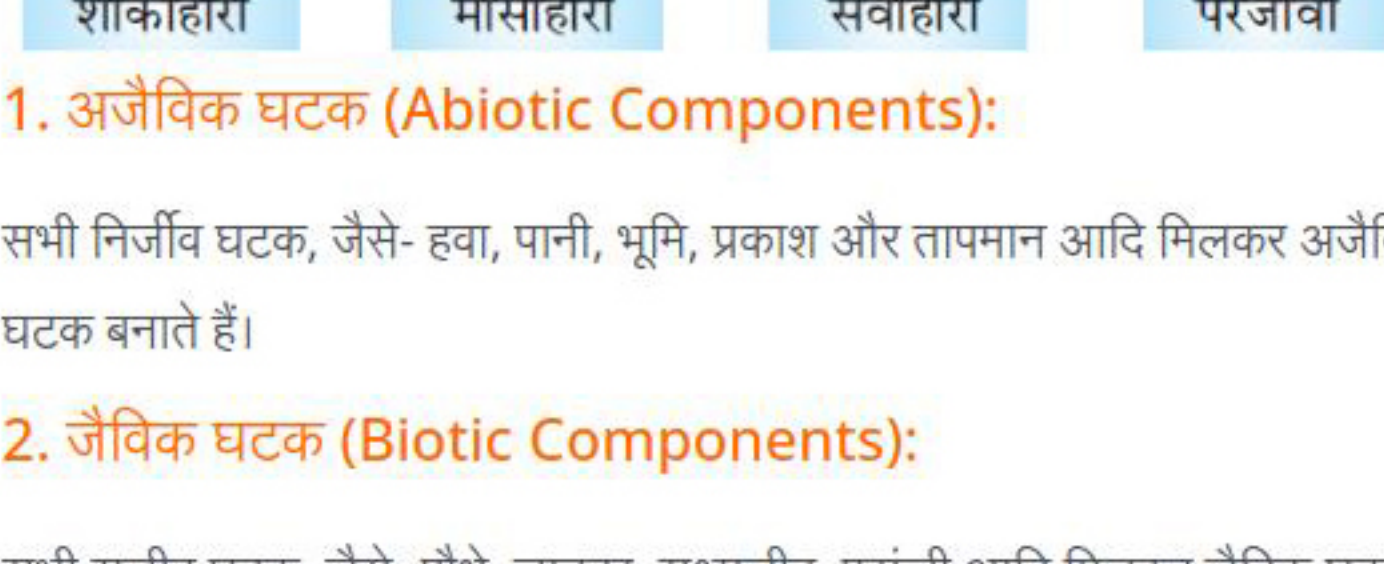 शाकाहारी मांसाहारी सर्वाहारी परजीवी
1. अजैविक घटक (Abiotic Components):
सभी निर्जीव घटक, जैसे- हवा, पानी, भूमि, प्रकाश और तापमान आदि मिलकर
घटक बनाते हैं।
2. जैविक घटक (Biotic Components):